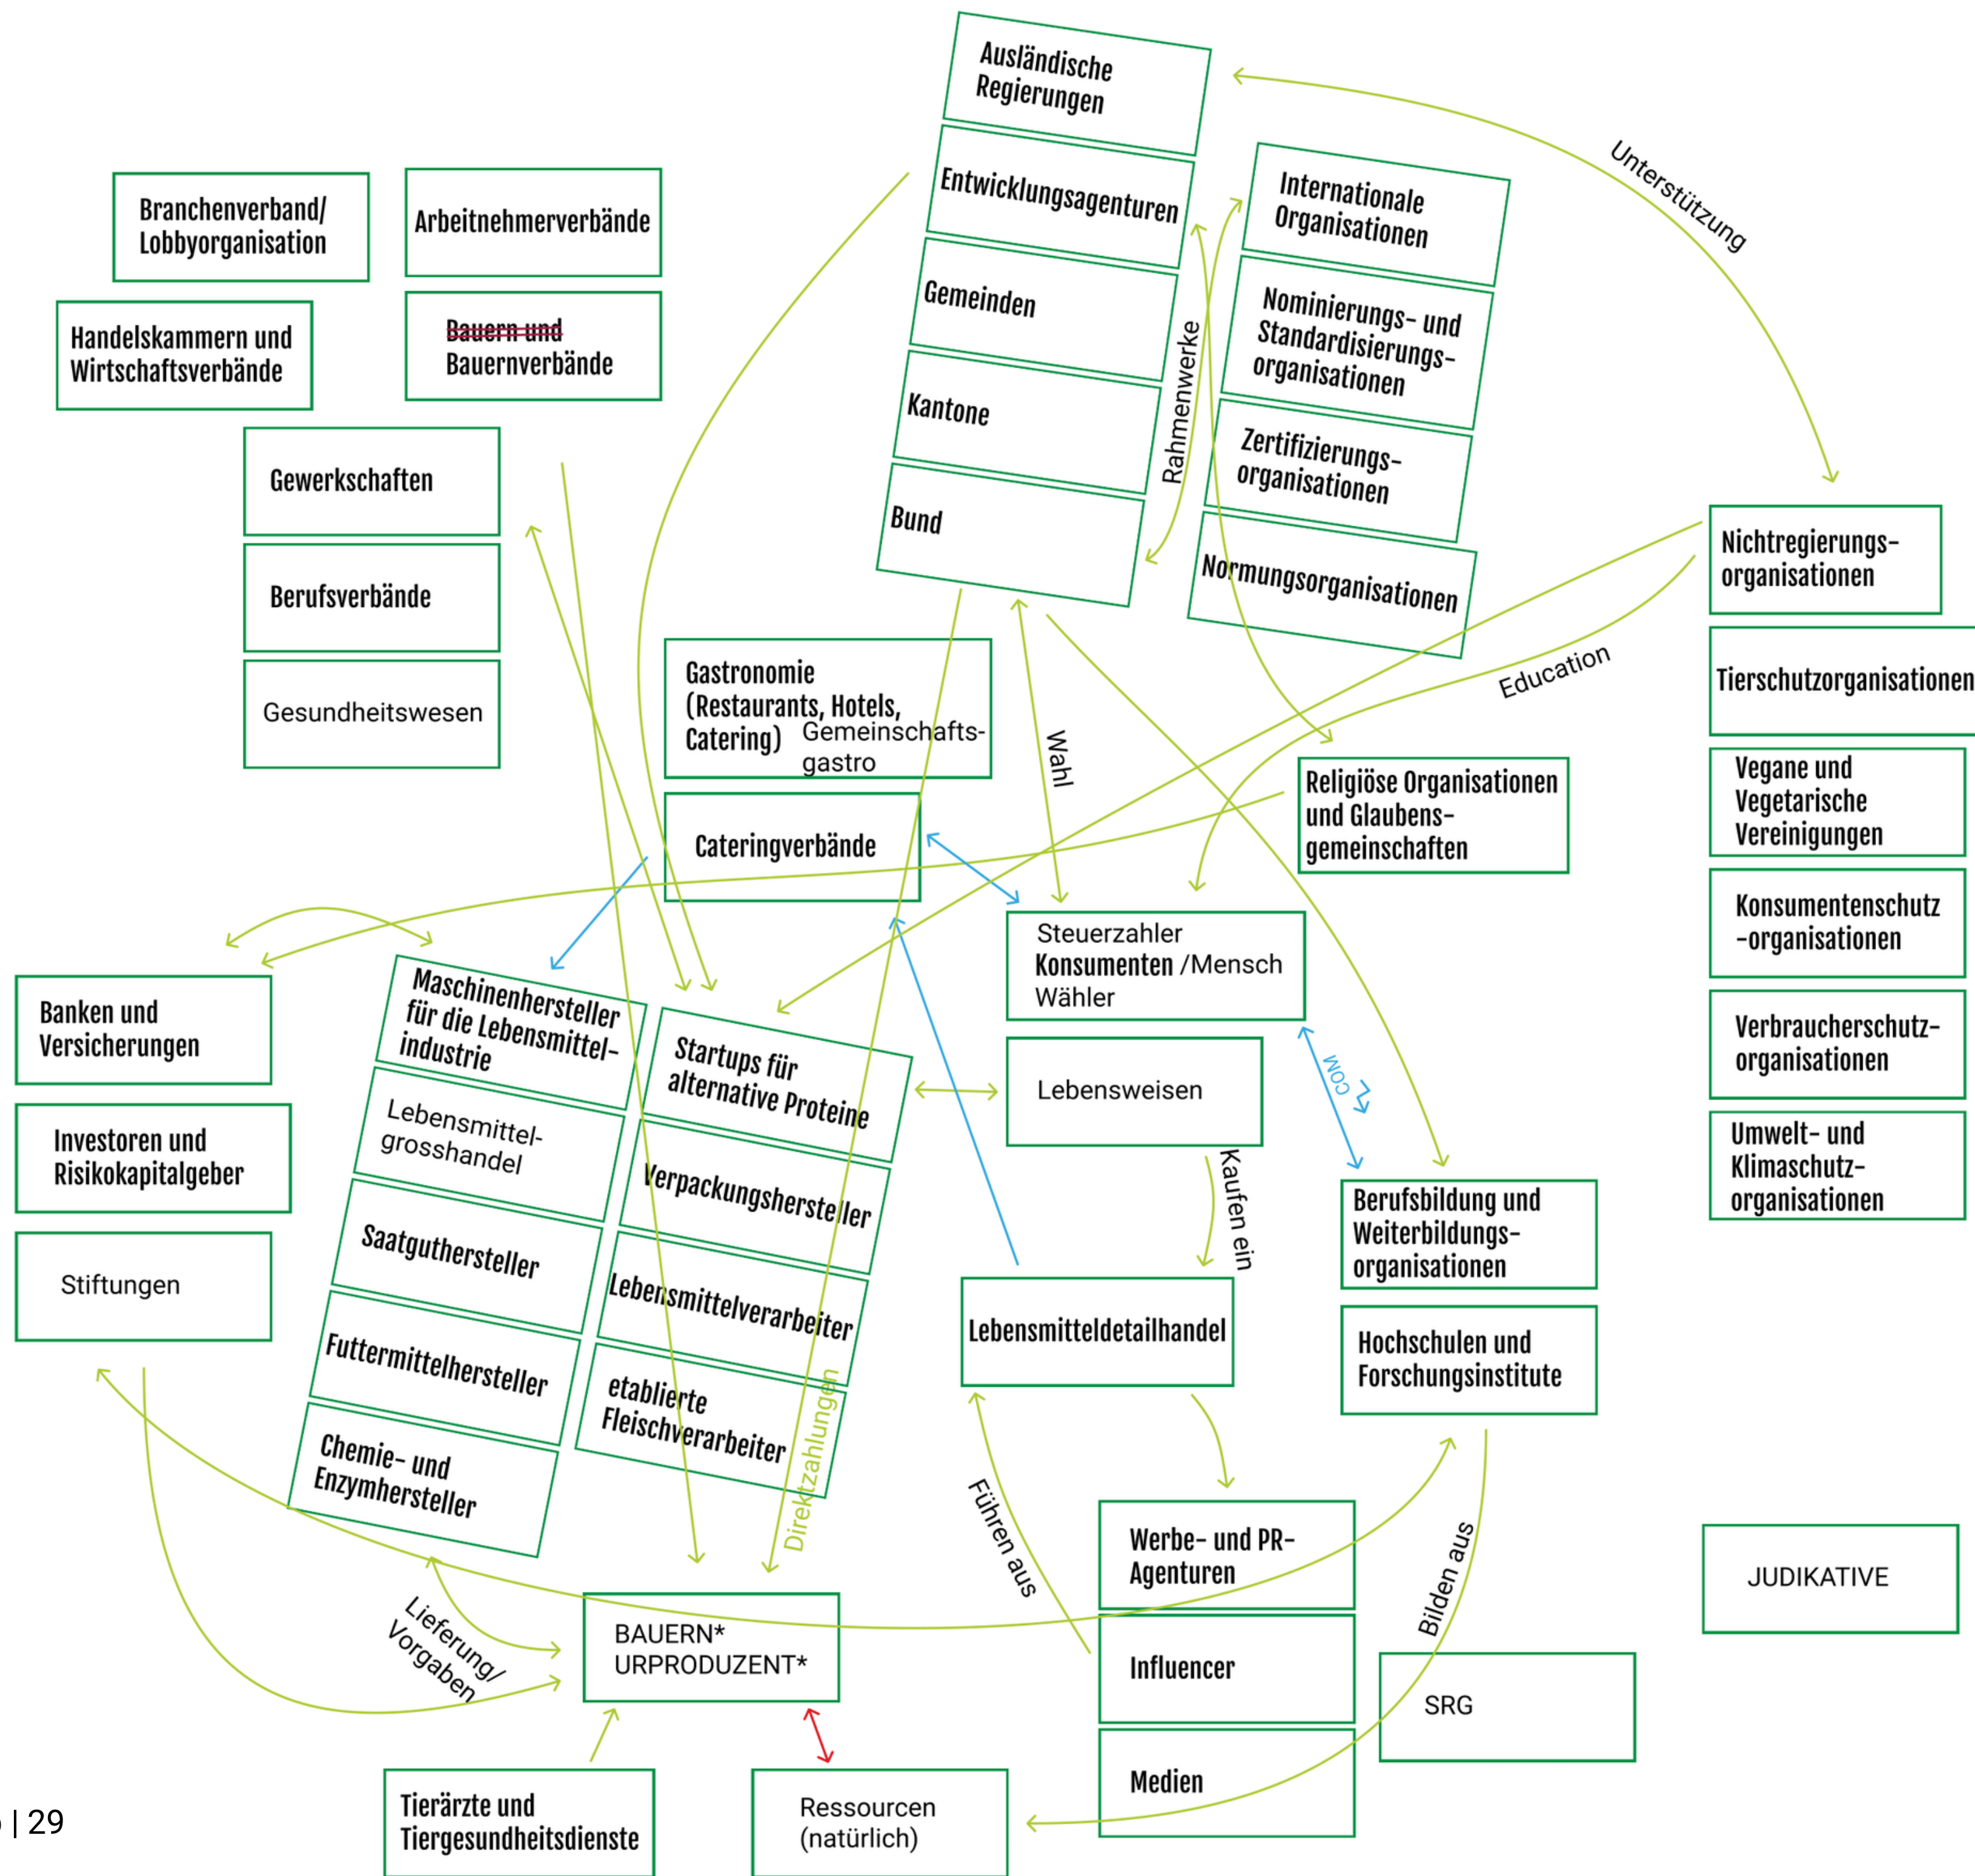 Ausländische
Regierungen
Entwicklungsagenturen
Gemeinden
Kantone
Bund
Rahmenwerke
Internationale
Organisationen
Nominierungs- und
Standardisierungs-
organisationen
Zertifizierungs-
organisationen
Normungsorganisationen
Unterstützung
Branchenverband/
Lobbyorganisation
Arbeitnehmerverbände
Handelskammern und
Wirtschaftsverbände
Bauern und
Bauernverbände
Gewerkschaften
Berufsverbände
Gesundheitswesen
Gastronomie
(Restaurants, Hotels,
Catering) Gemeinschafts-
gastro
Cateringverbände
Wahl
Education
Religiöse Organisationen
und Glaubens-
gemeinschaften
Nichtregierungs-
organisationen
Tierschutzorganisationen
Vegane und
Vegetarische
Vereinigungen
Konsumentenschutz
-organisationen
Verbraucherschutz-
organisationen
Umwelt- und
Klimaschutz-
organisationen
Steuerzahler
Konsumenten /Mensch
Wähler
Lebensweisen
COM
Kaufen ein
Banken und
Versicherungen
Investoren und
Risikokapitalgeber
Stiftungen
Maschinenhersteller
für die Lebensmittel-
industrie
Lebensmittel-
grosshandel
Saatguthersteller
Futtermittelhersteller
Chemie- und
Enzymhersteller
Startups für
alternative Proteine
Verpackungshersteller
Lebensmittelverarbeiter
etablierte
Fleischverarbeiter
Direktzahlungen
Lebensmitteldetailhandel
Berufsbildung und
Weiterbildungs-
organisationen
Hochschulen und
Forschungsinstitute
Führen aus
Werbe- und PR-
Agenturen
Influencer
Medien
Bilden aus
SRG
JUDIKATIVE
Lieferung/
Vorgaben
BAUERN*
URPRODUZENT*
Tierärzte und
Tiergesundheitsdienste
Ressourcen
(natürlich)
| 29